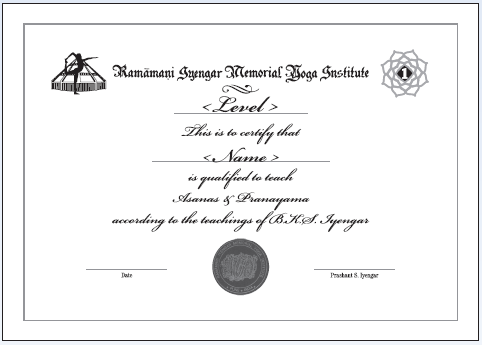 Ramāmani Iyengar Memorial Yoga Institute
1
< Level >
This is to certify that
< Name >
is qualified to teach
Asanas & Pranayama
according to the teachings of B.K.S. Iyengar
Date
Prashant S. Iyengar